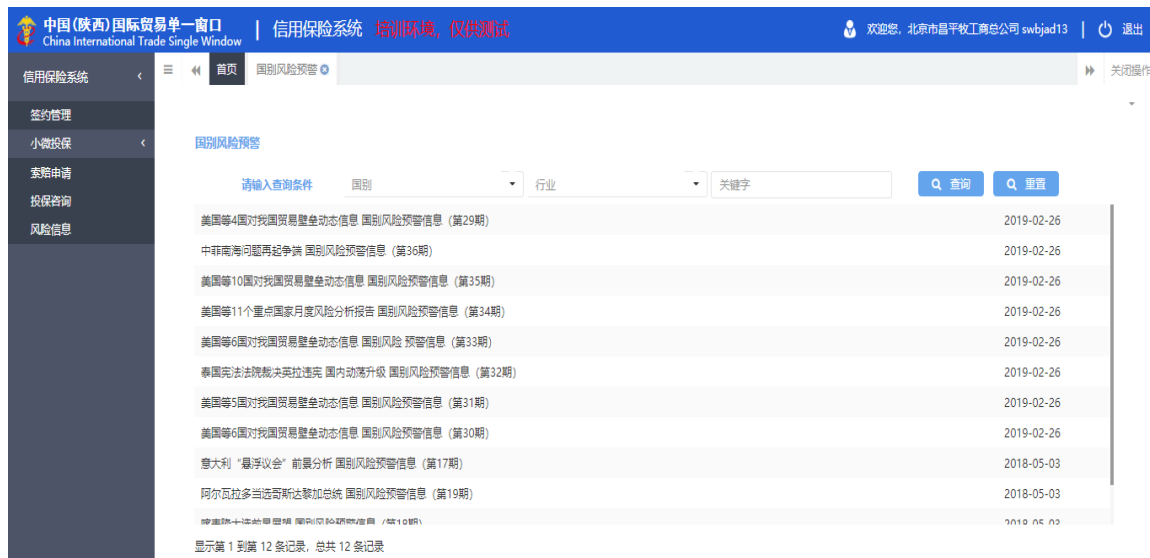 中国(陕西)国际贸易单一窗口
China International Trade Single Window
信用保险系统 培训环境，仅供测试
欢迎您，北京市昌平牧工商总公司 swbjad13
退出
信用保险系统
首页 国别风险预警
关闭操作
签约管理
小微投保
索赔申请
投保咨询
风险信息
国别风险预警
请输入查询条件 国别 行业 关键字 查询 重置
美国等4国对我国贸易壁垒动态信息 国别风险预警信息（第29期） 2019-02-26
中菲南海问题再起争端 国别风险预警信息（第36期） 2019-02-26
美国等10国对我国贸易壁垒动态信息 国别风险预警信息（第35期） 2019-02-26
美国等11个重点国家月度风险分析报告 国别风险预警信息（第34期） 2019-02-26
美国等6国对我国贸易壁垒动态信息 国别风险 预警信息（第33期） 2019-02-26
泰国宪法法院裁决英拉违宪 国内动荡升级 国别风险预警信息（第32期） 2019-02-26
美国等5国对我国贸易壁垒动态信息 国别风险预警信息（第31期） 2019-02-26
美国等6国对我国贸易壁垒动态信息 国别风险预警信息（第30期） 2019-02-26
意大利“悬浮议会”前景分析 国别风险预警信息（第17期） 2018-05-03
阿尔瓦拉多当选哥斯达黎加总统 国别风险预警信息（第19期） 2018-05-03
大选前景展望 国别风险预警信息（第18期） 2018-05-03
显示第 1 到第 12 条记录，总共 12 条记录